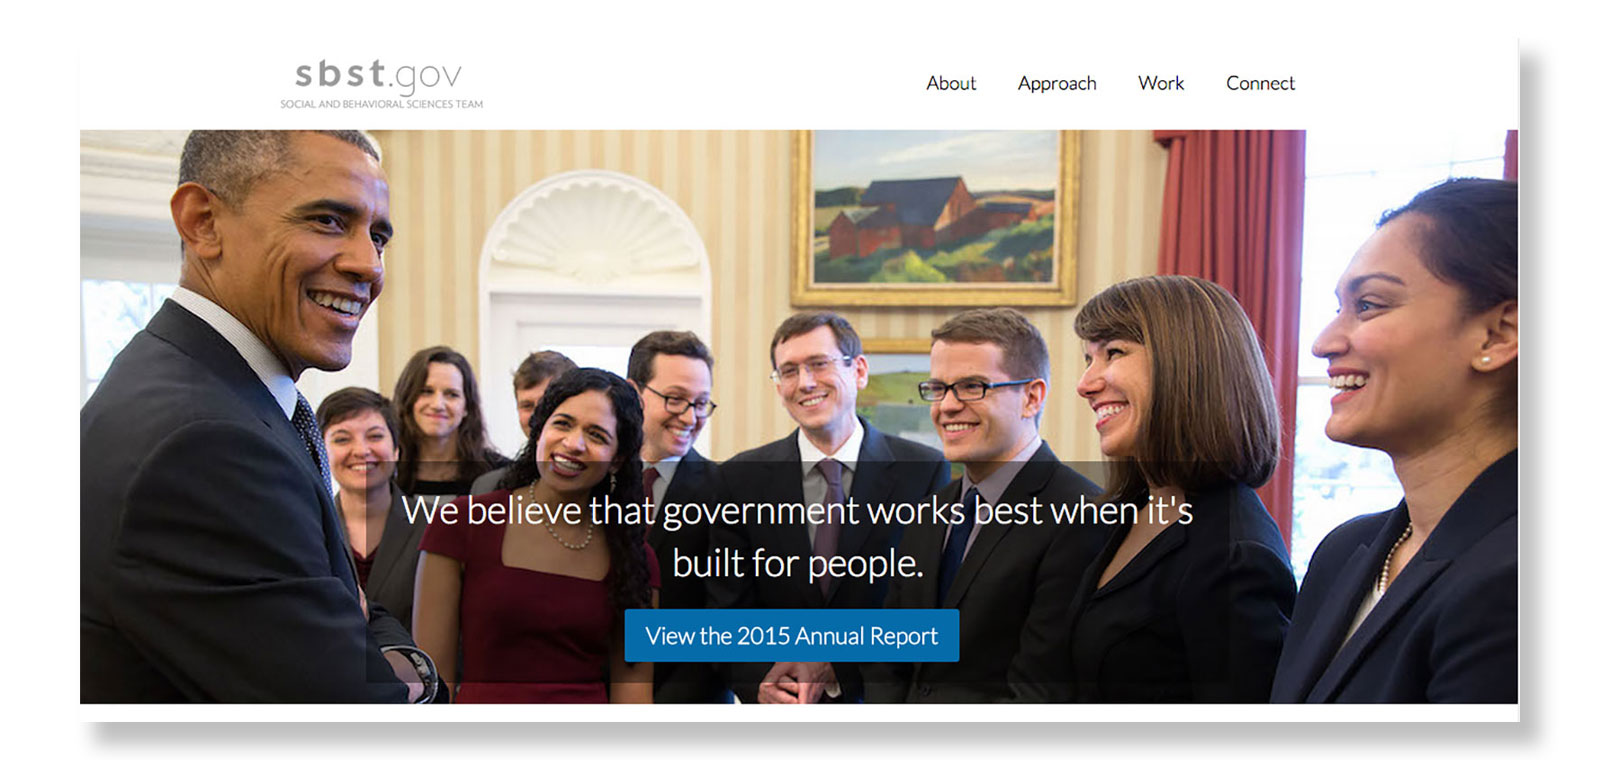 sbst.gov
SOCIAL AND BEHAVIORAL SCIENCES TEAM
About Approach Work Connect
We believe that government works best when it's
built for people.
View the 2015 Annual Report